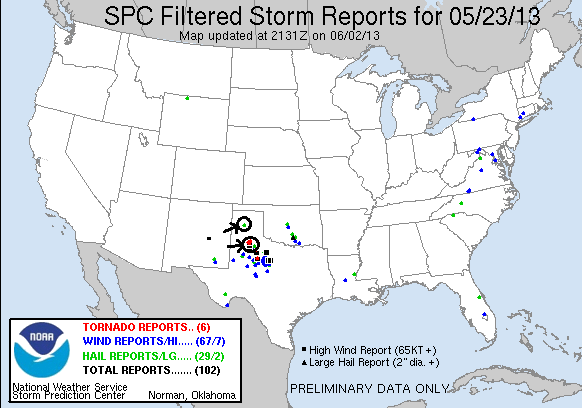 SPC Filtered Storm Reports for 05/23/13
Map updated at 2131Z on 06/02/13
NOAA
TORNADO REPORTS.. (6)
WIND REPORTS/HI..... (67/7)
HAIL REPORTS/LG..... (29/2)
TOTAL REPORTS....... (102)
National Weather Service
Storm Prediction Center Norman, Oklahoma
High Wind Report (65KT +)
Large Hail Report (2" dia. +)
PRELIMINARY DATA ONLY